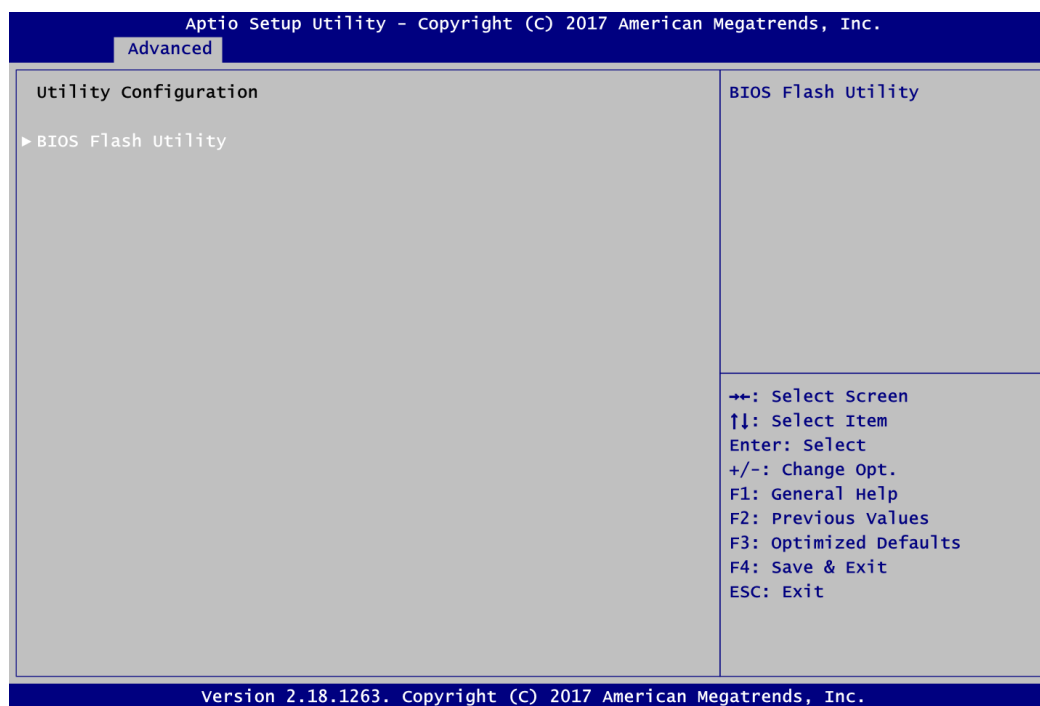 Aptio Setup Utility – Copyright (C) 2017 American Megatrends, Inc.
Advanced
Utility Configuration
►BIOS Flash Utility
BIOS Flash Utility
→←: Select Screen
↑↓: Select Item
Enter: Select
+/-: Change Opt.
F1: General Help
F2: Previous Values
F3: Optimized Defaults
F4: Save & Exit
ESC: Exit
Version 2.18.1263. Copyright (C) 2017 American Megatrends, Inc.